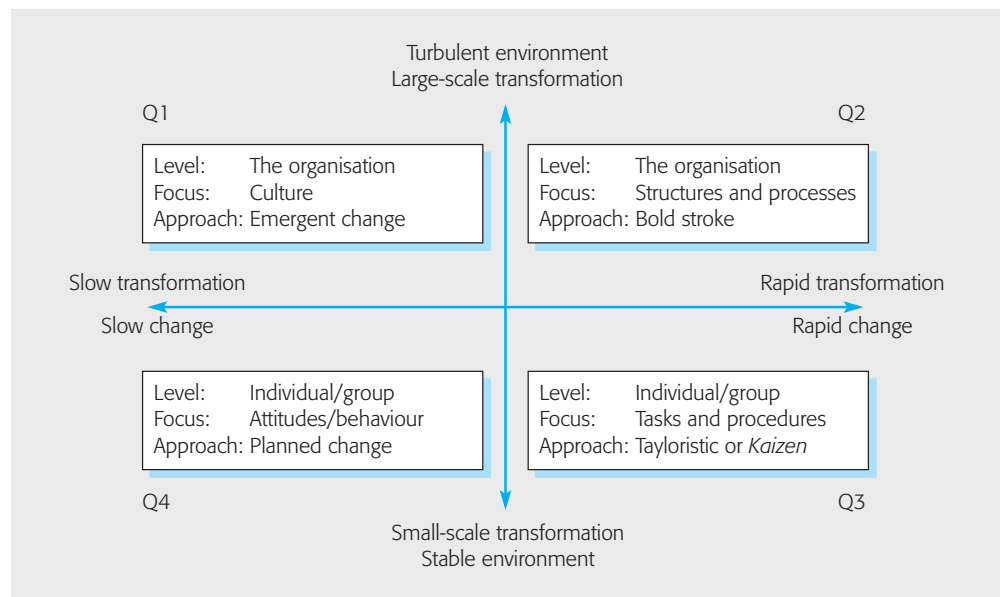 Turbulent environment
Large-scale transformation
Q1
Q2
Level: The organisation
Focus: Culture
Approach: Emergent change
Level: The organisation
Focus: Structures and processes
Approach: Bold stroke
Slow transformation
Slow change
Rapid transformation
Rapid change
Level: Individual/group
Focus: Attitudes/behaviour
Approach: Planned change
Level: Individual/group
Focus: Tasks and procedures
Approach: Tayloristic or Kaizen
Q4
Q3
Small-scale transformation
Stable environment